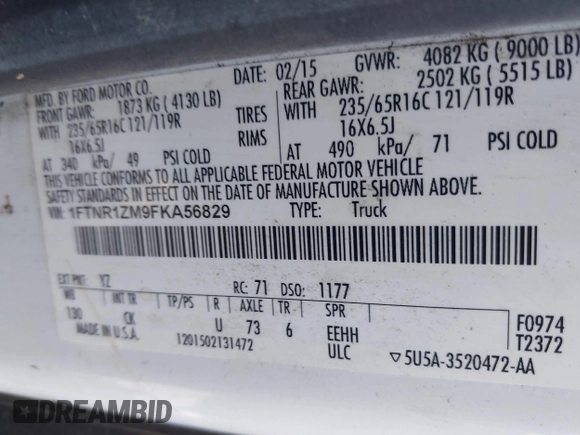 MFD. BY FORD MOTOR CO.
DATE: 02/15
GVWR: 4082 KG ( 9000 LB)
FRONT GAWR: 1873 KG ( 4130 LB)
REAR GAWR: 2502 KG ( 5515 LB)
WITH 235/65R16C 121/119R TIRES
WITH 235/65R16C 121/119R
16X6.5J RIMS
16X6.5J
AT 340 kPa/ 49 PSI COLD
AT 490 kPa/ 71 PSI COLD
THIS VEHICLE CONFORMS TO ALL APPLICABLE FEDERAL MOTOR VEHICLE
SAFETY STANDARDS IN EFFECT ON THE DATE OF MANUFACTURE SHOWN ABOVE.
VIN: 1FTNR1ZM9FKA56829
TYPE: Truck
EXT PNT: YZ
RC: 71 DSO: 1177
WB INT TR TP/PS R AXLE TR SPR
130 CK U 73 6 EEHH
F0974
MADE IN U.S.A. 1201502131472
ULC
T2372
5U5A-3520472-AA
DREAMBID